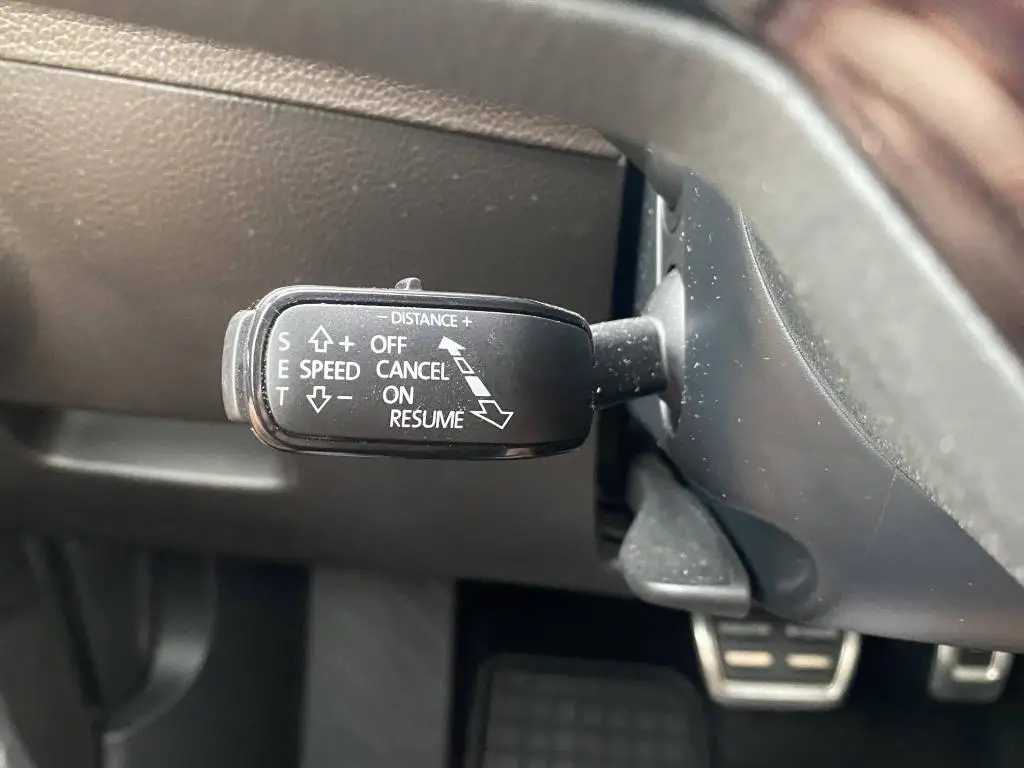 – DISTANCE +
S + OFF
E SPEED CANCEL
T – ON
RESUME